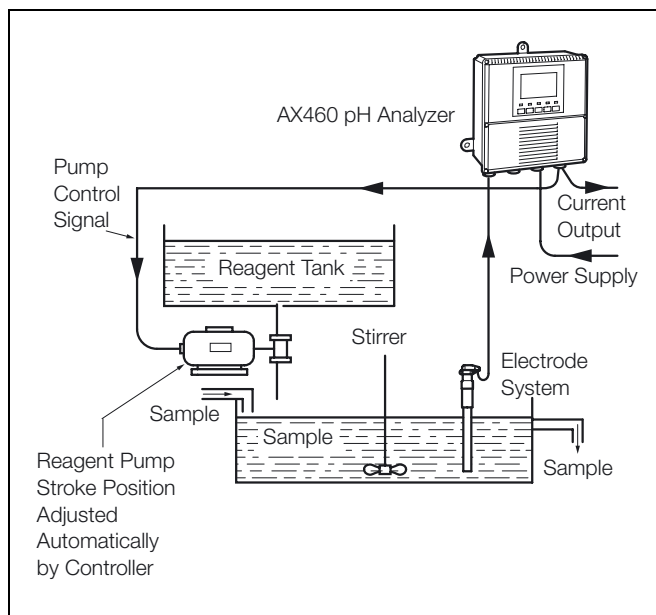 AX460 pH Analyzer
Pump
Control
Signal
Current
Output
Reagent Tank
Power Supply
Stirrer
Electrode
System
Sample
Sample
Sample
Reagent Pump
Stroke Position
Adjusted
Automatically
by Controller